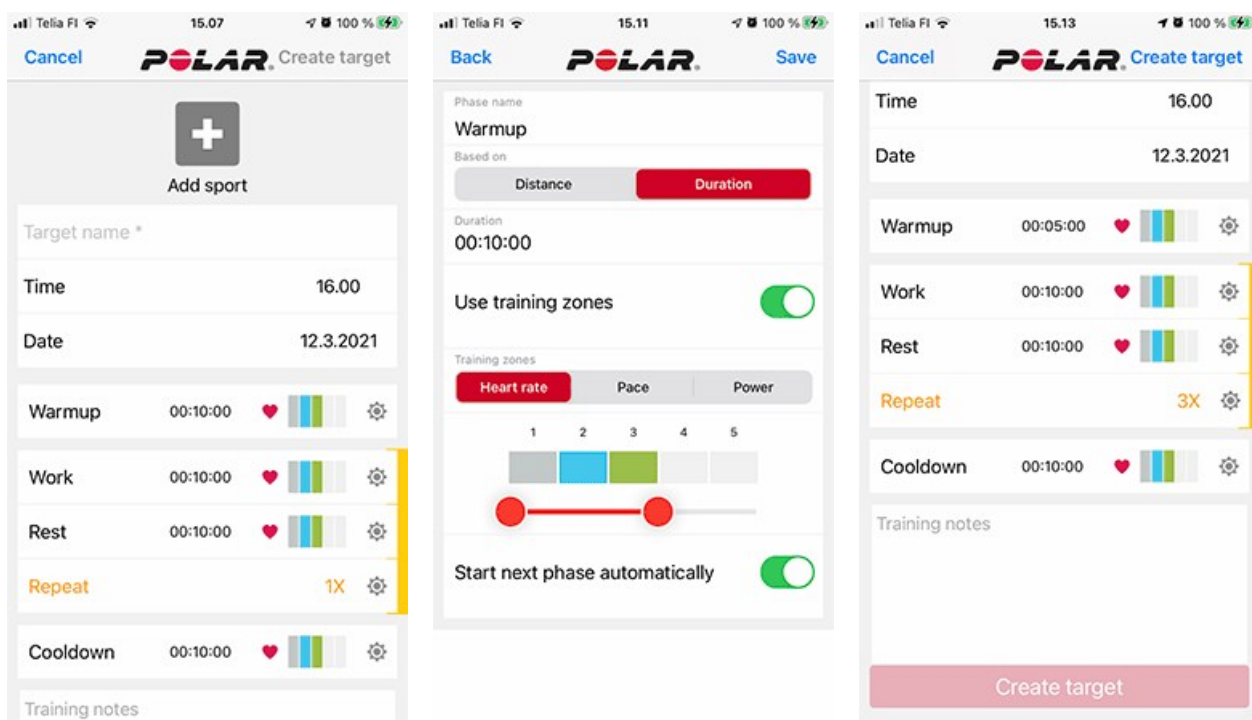 Telia FI 15.07 100 %
Cancel POLAR. Create target
Add sport
Target name *
Time 16.00
Date 12.3.2021
Warmup 00:10:00
Work 00:10:00
Rest 00:10:00
Repeat 1X
Cooldown 00:10:00
Training notes
Telia FI 15.11 100 %
Back POLAR. Save
Phase name
Warmup
Based on
Distance Duration
Duration
00:10:00
Use training zones
Training zones
Heart rate Pace Power
1 2 3 4 5
Start next phase automatically
Telia FI 15.13 100 %
Cancel POLAR. Create target
Time 16.00
Date 12.3.2021
Warmup 00:05:00
Work 00:10:00
Rest 00:10:00
Repeat 3X
Cooldown 00:10:00
Training notes
Create target